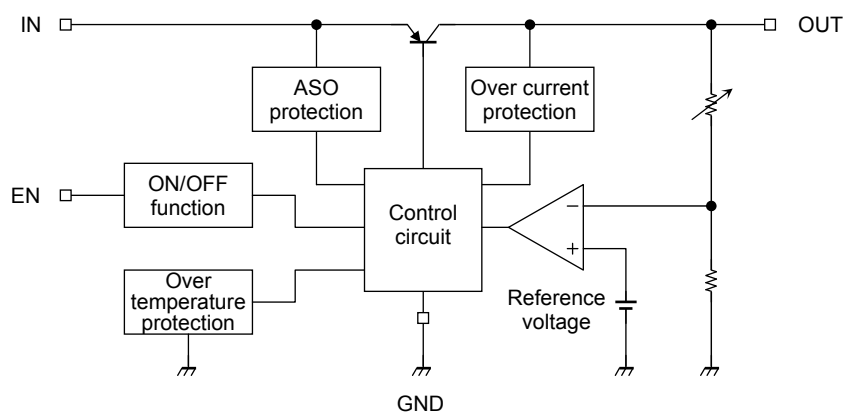 IN
OUT
ASO
protection
Over current
protection
EN
ON/OFF
function
Control
circuit
−
+
Over
temperature
protection
Reference
voltage
GND